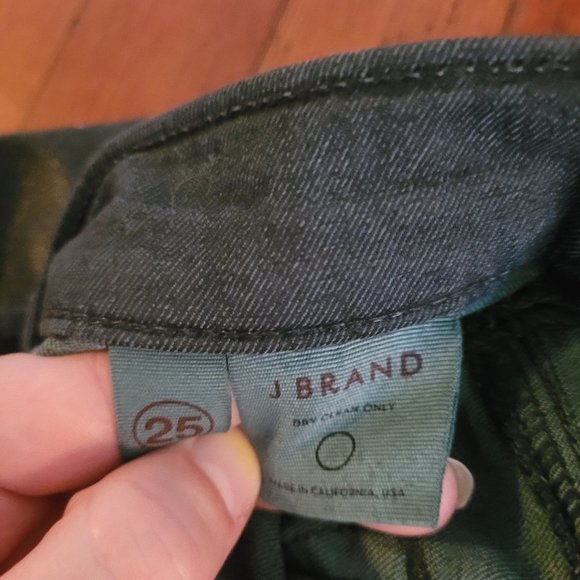 25
J BRAND
DRY CLEAN ONLY
MADE IN CALIFORNIA, USA